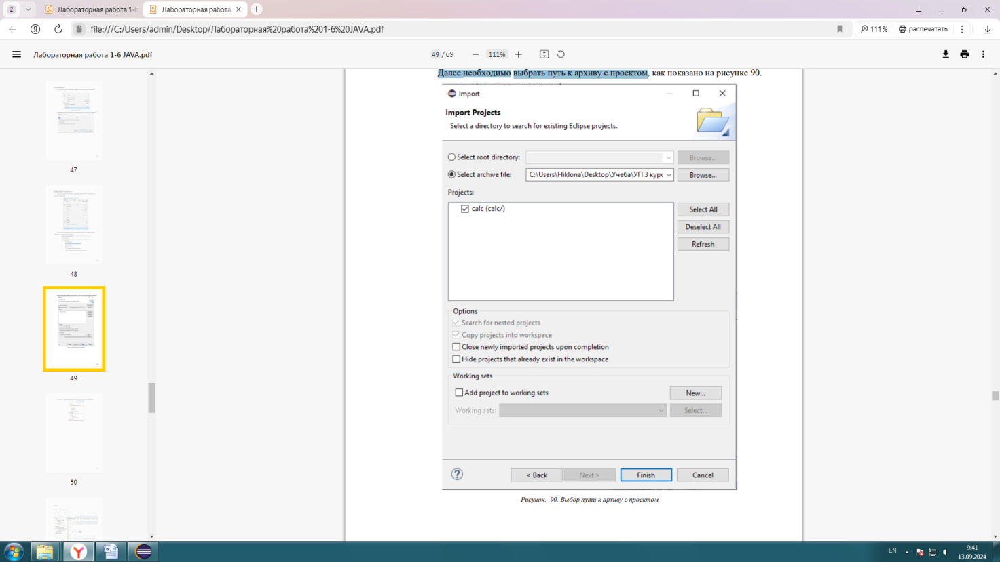 2
Лабораторная работа 1-6
Лабораторная работа
file:///C:/Users/admin/Desktop/Лабораторная%20работа%201-6%20JAVA.pdf
111%
распечатать
Лабораторная работа 1-6 JAVA.pdf
49 / 69
111%
Далее необходимо выбрать путь к архиву с проектом, как показано на рисунке 90.
Import
Import Projects
Select a directory to search for existing Eclipse projects.
Select root directory:
Browse...
Select archive file:
C:\Users\Hiklona\Desktop\Учеба\УП 3 курс
Browse...
Projects:
calc (calc/)
Select All
Deselect All
Refresh
Options
Search for nested projects
Copy projects into workspace
Close newly imported projects upon completion
Hide projects that already exist in the workspace
Working sets
Add project to working sets
New...
Working sets:
Select...
< Back
Next >
Finish
Cancel
Рисунок. 90. Выбор пути к архиву с проектом
47
48
49
50
EN
9:41
13.09.2024